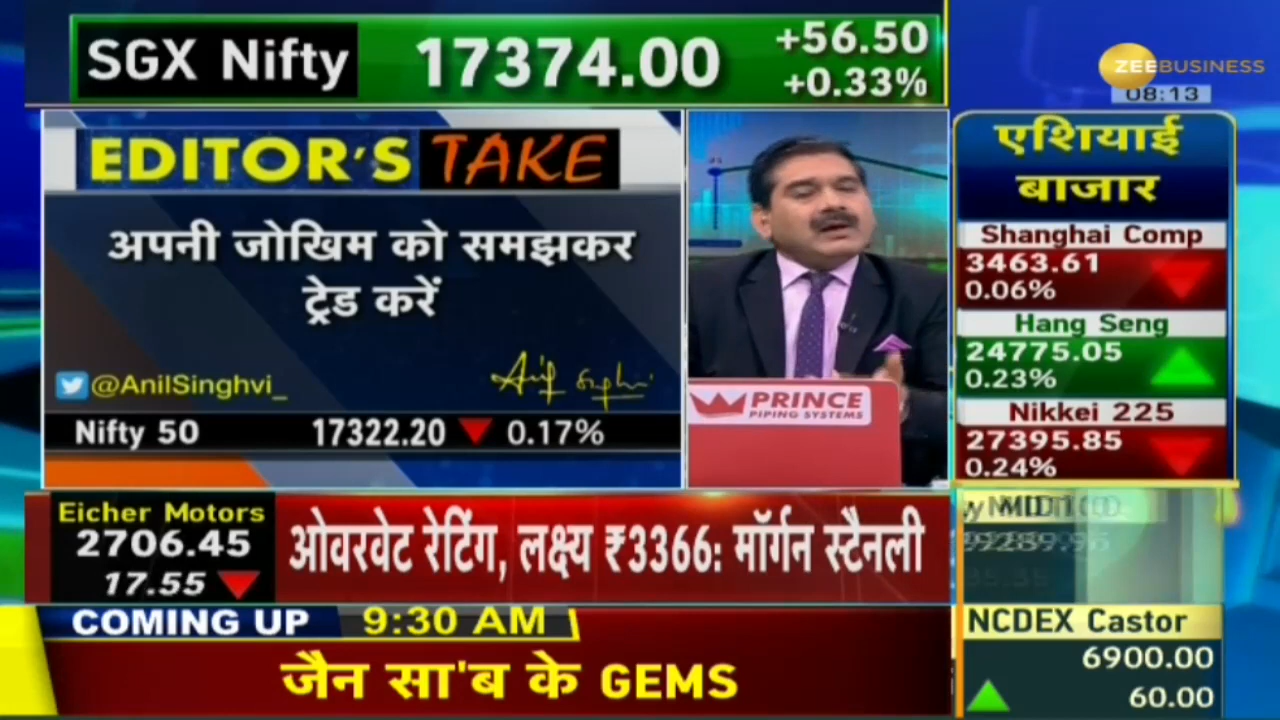 SGX Nifty 17374.00 +56.50
+0.33%
ZEEBUSINESS
08:13
EDITOR'S TAKE
अपनी जोखिम को समझकर
ट्रेड करें
@AnilSinghvi_
Nifty 50 17322.20 0.17%
PRINCE
PIPING SYSTEMS
एशियाई
बाजार
Shanghai Comp
3463.61
0.06%
Hang Seng
24775.05
0.23%
Nikkei 225
27395.85
0.24%
Eicher Motors
2706.45
17.55
ओवरवेट रेटिंग, लक्ष्य ₹3366: मॉर्गन स्टैनली
NCDEX Castor
6900.00
60.00
COMING UP 9:30 AM
जैन सा'ब के GEMS